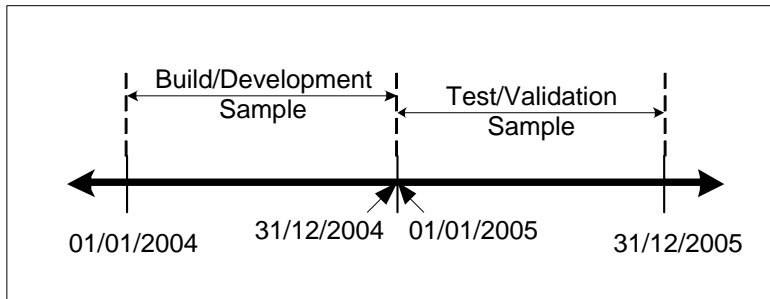 Build/Development
Sample
Test/Validation
Sample
01/01/2004
31/12/2004
01/01/2005
31/12/2005